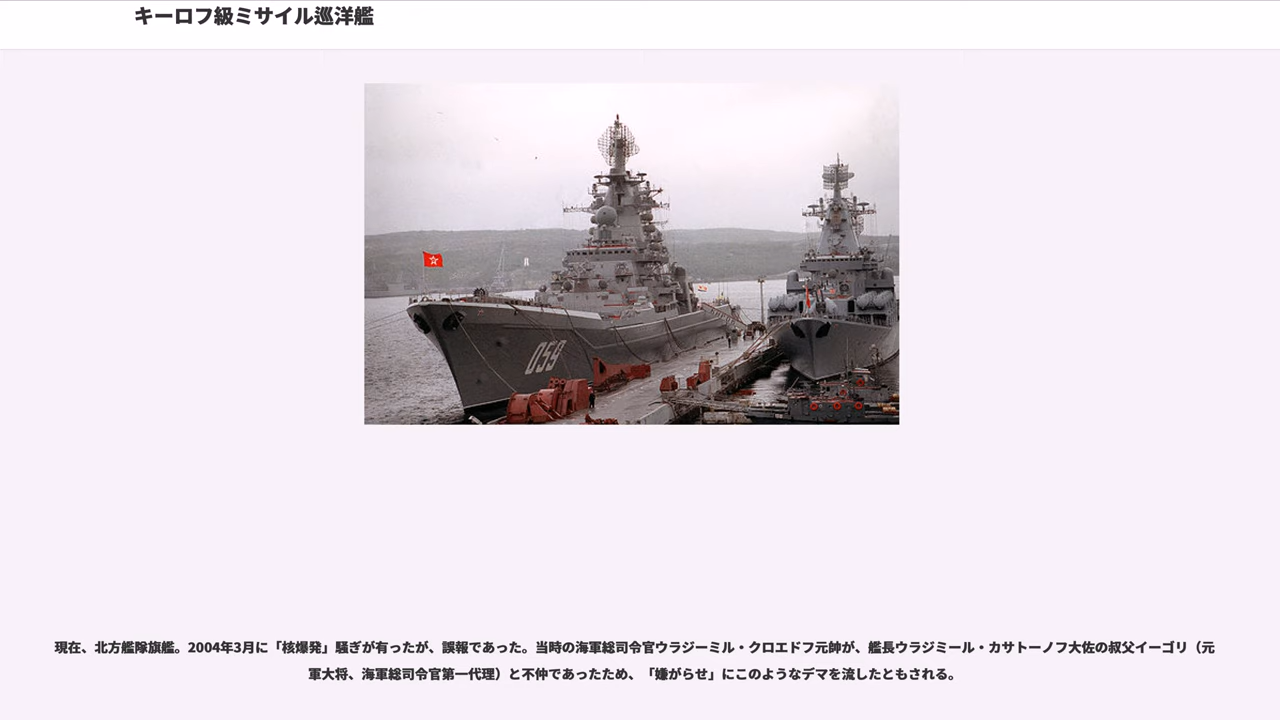 キーロフ級ミサイル巡洋艦
059
現在、北方艦隊旗艦。2004年3月に「核爆発」騒ぎが有ったが、誤報であった。当時の海軍総司令官ウラジーミル・クロエドフ元帥が、艦長ウラジミール・カサトーノフ大佐の叔父イーゴリ（元
軍大将、海軍総司令官第一代理）と不仲であったため、「嫌がらせ」にこのようなデマを流したともされる。